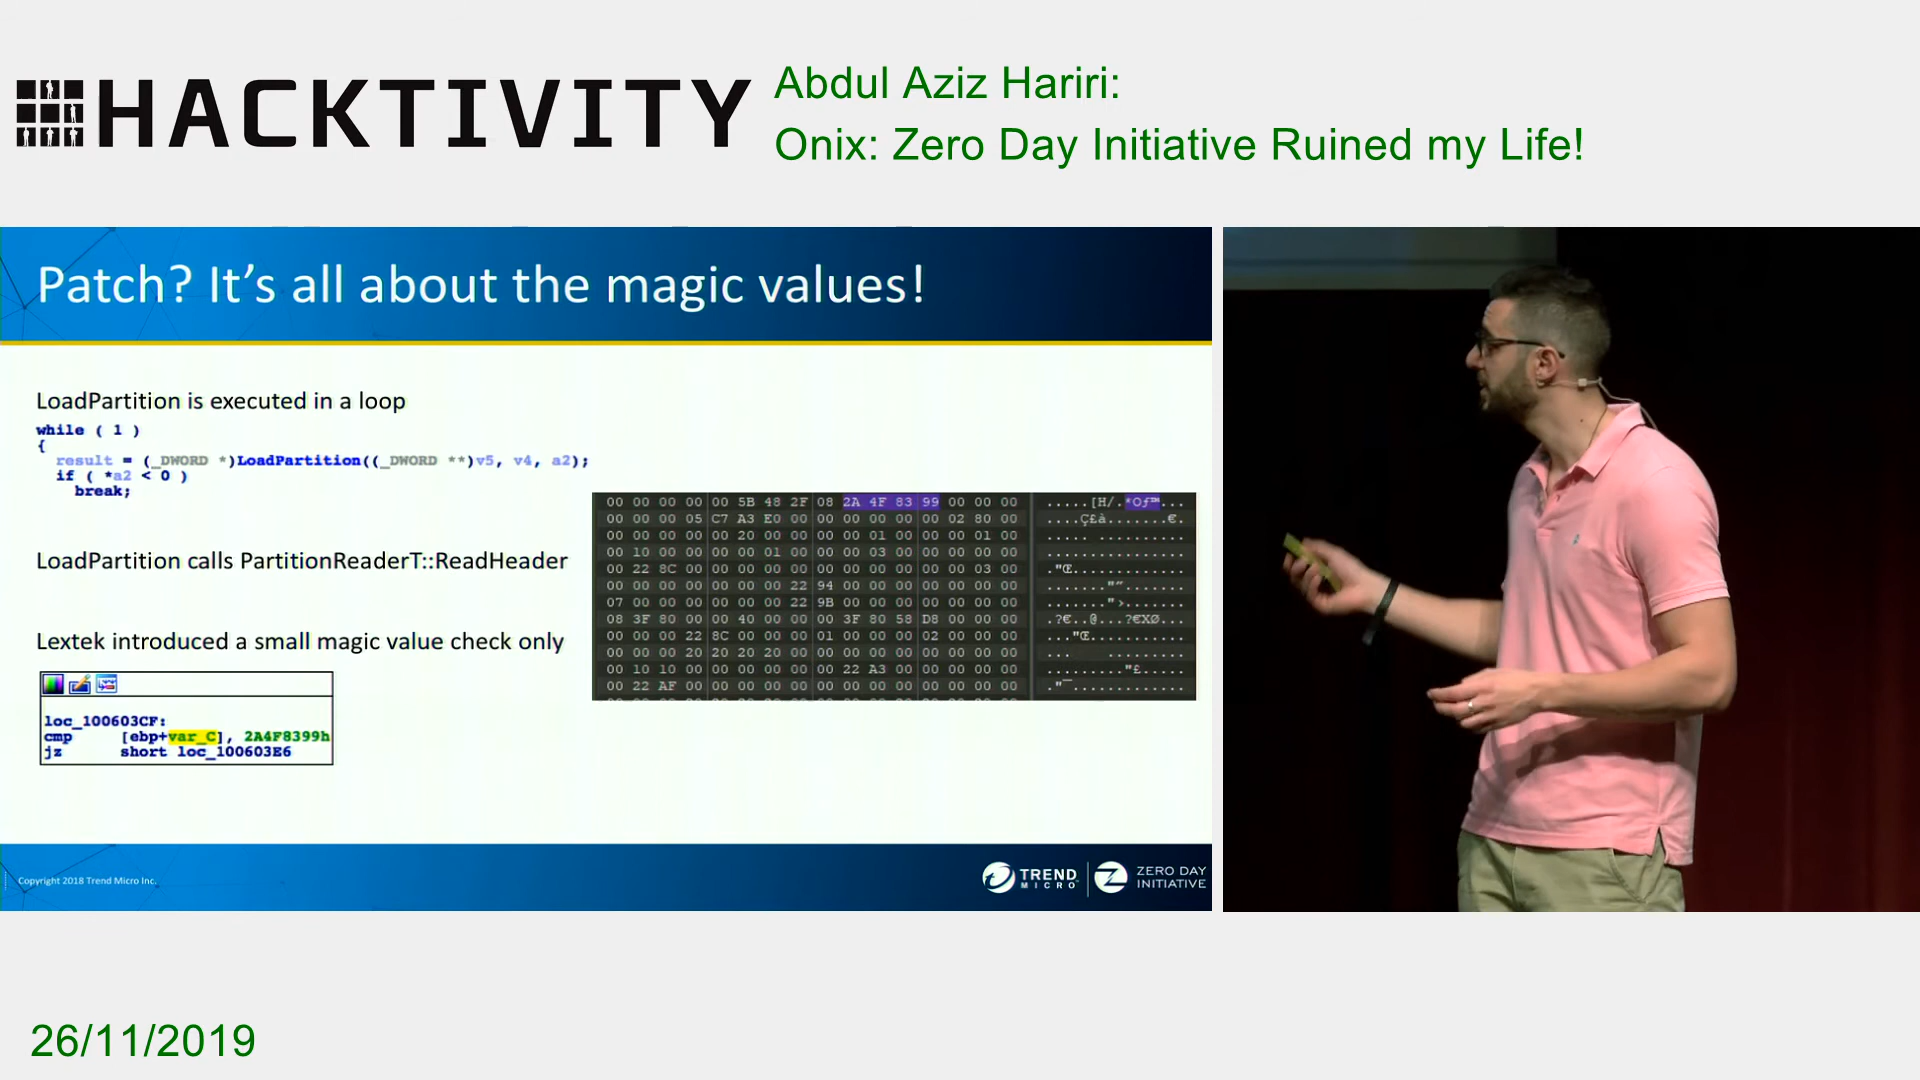 HACKTIVITY
Abdul Aziz Hariri:
Onix: Zero Day Initiative Ruined my Life!
Patch? It's all about the magic values!
LoadPartition is executed in a loop
while ( 1 )
{
result = (_DWORD *)LoadPartition((_DWORD **)v5, v4, a2);
if ( *a2 < 0 )
break;
LoadPartition calls PartitionReaderT::ReadHeader
Lextek introduced a small magic value check only
loc_100603CF:
cmp [ebp+var_C], 2A4F8399h
jz short loc_100603E6
00 00 00 00 00 5B 48 2F 08 2A 4F 83 99 00 00 00 .....[H/.*Oƒ™...
00 00 00 05 C7 A3 E0 00 00 00 00 00 00 02 80 00 ....Ç£à.......€.
00 00 00 00 00 20 00 00 00 00 01 00 00 00 01 00 ..... ..........
00 10 00 00 00 00 01 00 00 00 03 00 00 00 00 00 ................
00 22 8C 00 00 00 00 00 00 00 00 00 00 00 03 00 ."Œ.............
00 00 00 00 00 00 00 22 94 00 00 00 00 00 00 00 ......."".......
07 00 00 00 00 00 00 22 9B 00 00 00 00 00 00 00 .......">.......
08 3F 80 00 00 40 00 00 00 3F 80 58 D8 00 00 00 .?€..@...?€XØ...
00 00 00 22 8C 00 00 00 01 00 00 00 02 00 00 00 ..."Œ...........
00 00 00 20 20 20 20 00 00 00 00 00 00 00 00 00 ... .........
00 10 10 00 00 00 00 00 00 22 A3 00 00 00 00 00 ........."£.....
00 22 AF 00 00 00 00 00 00 00 00 00 00 00 00 00 ."¯.............
Copyright 2018 Trend Micro Inc.
TREND MICRO
ZERO DAY INITIATIVE
26/11/2019